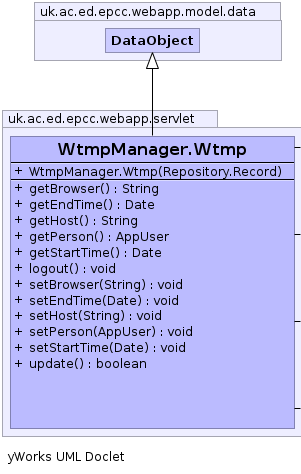 uk.ac.ed.epcc.webapp.model.data
DataObject
uk.ac.ed.epcc.webapp.servlet
WtmpManager.Wtmp
+ WtmpManager.Wtmp(Repository.Record)
+ getBrowser() : String
+ getEndTime() : Date
+ getHost() : String
+ getPerson() : AppUser
+ getStartTime() : Date
+ logout() : void
+ setBrowser(String) : void
+ setEndTime(Date) : void
+ setHost(String) : void
+ setPerson(AppUser) : void
+ setStartTime(Date) : void
+ update() : boolean
yWorks UML Doclet